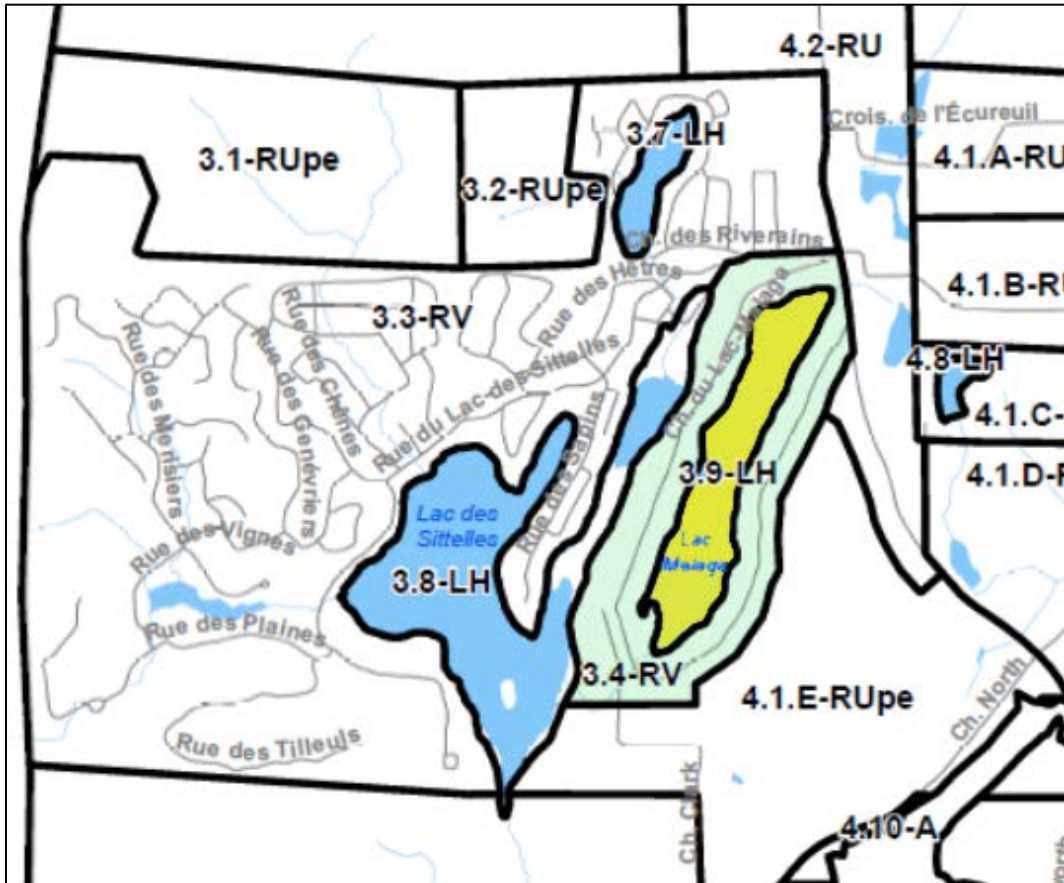 4.2-RU
Crois. de l'Écureuil
3.7-LH
3.1-RUpe
3.2-RUpe
4.1.A-RU
Ch. des Riverains
Rue des Hêtres
4.1.B-RU
3.3-RV
Rue des Chênes
Rue des Merisiers
Rue des Genévriers
Rue du Lac-des-Sittelles
Ch. du Lac-Malaga
4.8-LH
4.1.C-
Rue des Sapins
3.9-LH
4.1.D-R
Lac des
Sittelles
Rue des Vignes
Lac
Malaga
3.8-LH
Rue des Plaines
3.4-RV
4.1.E-RUpe
Ch. North
Rue des Tilleuls
Ch. Clark
4.10-A